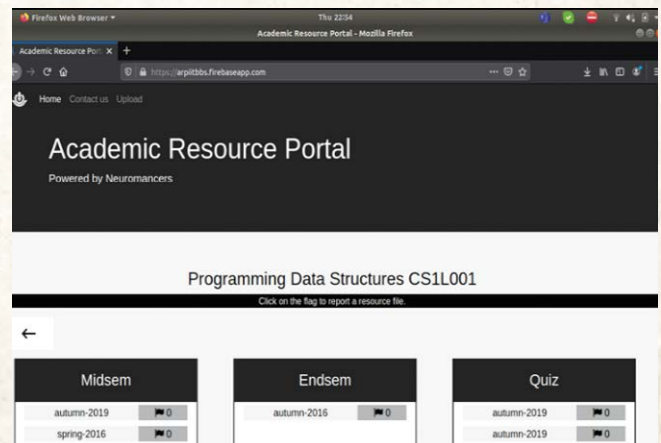 Firefox Web Browser
Thu 22:54
Academic Resource Portal - Mozilla Firefox
Academic Resource Port
https://arpiitbbs.firebaseapp.com
Home Contact us Upload
Academic Resource Portal
Powered by Neuromancers
Programming Data Structures CS1L001
Click on the flag to report a resource file.
Midsem
autumn-2019 0
spring-2016 0
Endsem
autumn-2016 0
Quiz
autumn-2019 0
autumn-2019 0